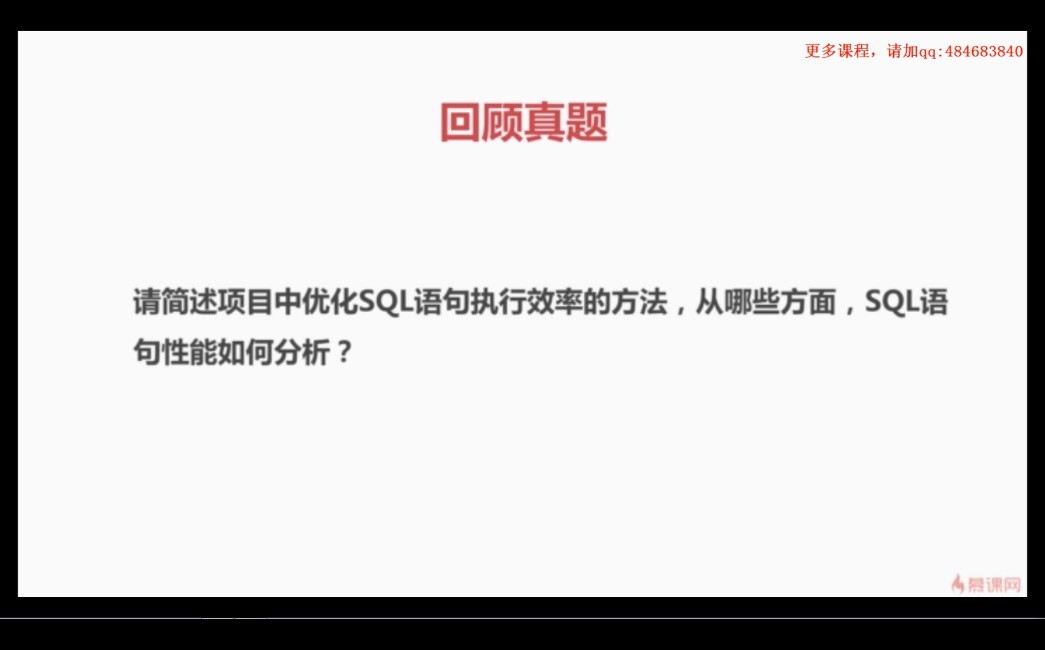 更多课程，请加qq:484683840
回顾真题
请简述项目中优化SQL语句执行效率的方法，从哪些方面，SQL语
句性能如何分析？
慕课网